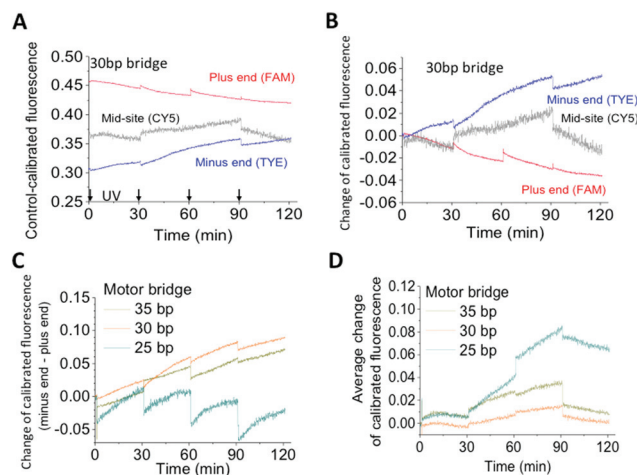 A
30bp bridge
Plus end (FAM)
Mid-site (CY5)
Minus end (TYE)
UV
Control-calibrated fluorescence
0.50
0.45
0.40
0.35
0.30
0.25
0 30 60 90 120
Time (min)
B
30bp bridge
Minus end (TYE)
Mid-site (CY5)
Plus end (FAM)
Change of calibrated fluorescence
0.06
0.04
0.02
0.00
-0.02
-0.04
-0.06
0 30 60 90 120
Time (min)
C
Motor bridge
35 bp
30 bp
25 bp
Change of calibrated fluorescence
(minus end - plus end)
0.15
0.10
0.05
0.00
-0.05
0 30 60 90 120
Time (min)
D
Motor bridge
35 bp
30 bp
25 bp
Average change
of calibrated fluorescence
0.12
0.10
0.08
0.06
0.04
0.02
0.00
0 30 60 90 120
Time (min)